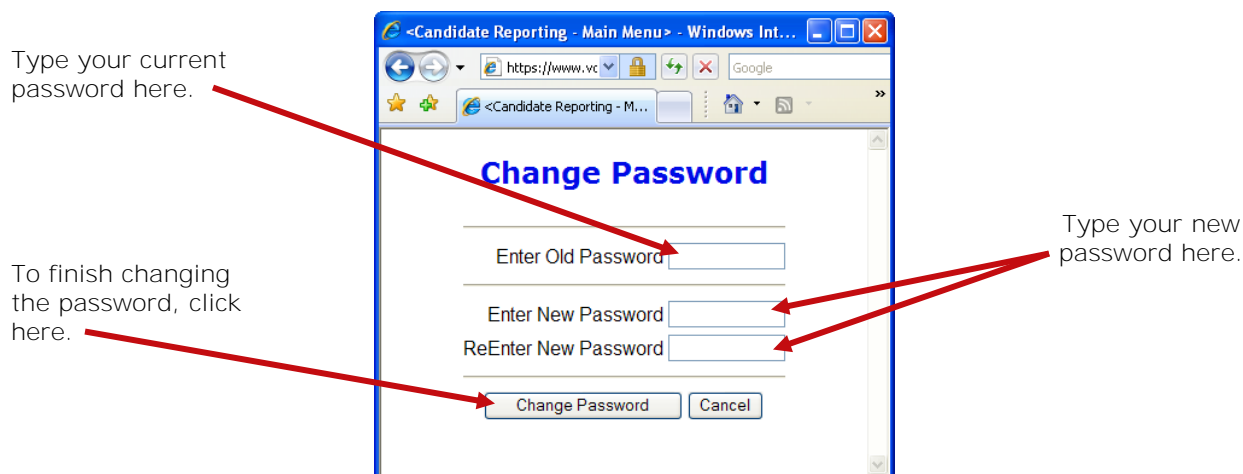 <Candidate Reporting - Main Menu> - Windows Int...
https://www.vc
Google
<Candidate Reporting - M...
»
Type your current
password here.
Change Password
Enter Old Password
Type your new
password here.
Enter New Password
ReEnter New Password
To finish changing
the password, click
here.
Change Password
Cancel